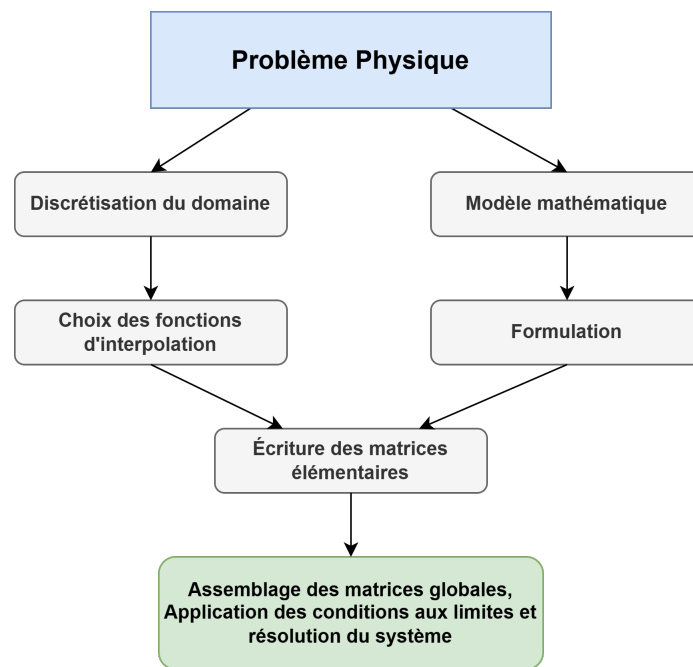 Problème Physique
Discrétisation du domaine
Modèle mathématique
Choix des fonctions
d'interpolation
Formulation
Écriture des matrices
élémentaires
Assemblage des matrices globales,
Application des conditions aux limites et
résolution du système